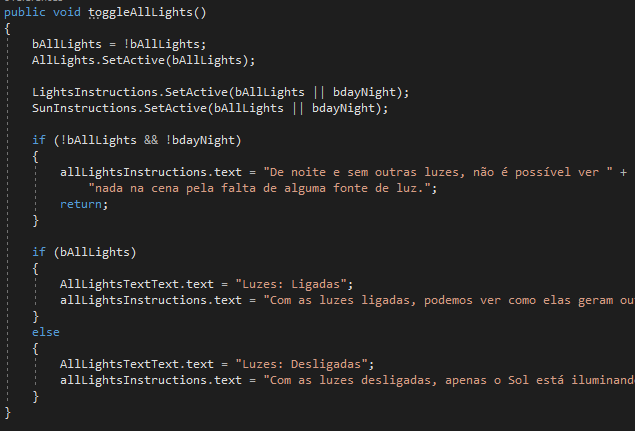 public void toggleAllLights()
{
bAllLights = !bAllLights;
AllLights.SetActive(bAllLights);
LightsInstructions.SetActive(bAllLights || bdayNight);
SunInstructions.SetActive(bAllLights || bdayNight);
if (!bAllLights && !bdayNight)
{
allLightsInstructions.text = "De noite e sem outras luzes, não é possível ver " +
"nada na cena pela falta de alguma fonte de luz.";
return;
}
if (bAllLights)
{
AllLightsTextText.text = "Luzes: Ligadas";
allLightsInstructions.text = "Com as luzes ligadas, podemos ver como elas geram ou
}
else
{
AllLightsTextText.text = "Luzes: Desligadas";
allLightsInstructions.text = "Com as luzes desligadas, apenas o Sol está iluminand
}
}